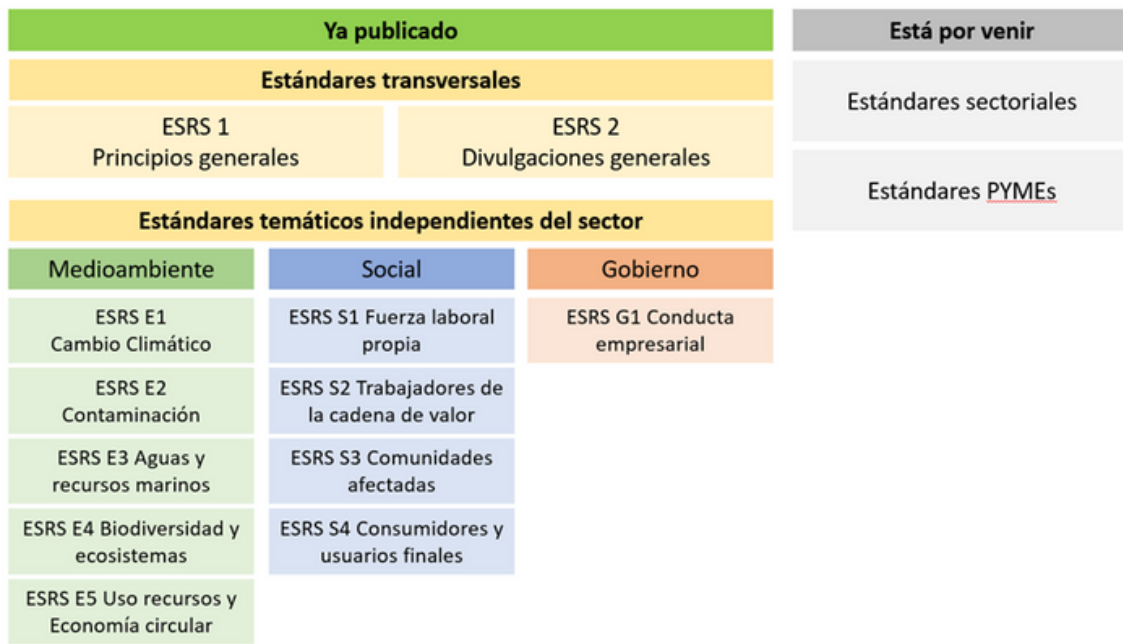 Ya publicado
Estándares transversales
ESRS 1
Principios generales
ESRS 2
Divulgaciones generales
Estándares temáticos independientes del sector
Medioambiente
ESRS E1
Cambio Climático
ESRS E2
Contaminación
ESRS E3 Aguas y
recursos marinos
ESRS E4 Biodiversidad y
ecosistemas
ESRS E5 Uso recursos y
Economía circular
Social
ESRS S1 Fuerza laboral
propia
ESRS S2 Trabajadores de
la cadena de valor
ESRS S3 Comunidades
afectadas
ESRS S4 Consumidores y
usuarios finales
Gobierno
ESRS G1 Conducta
empresarial
Está por venir
Estándares sectoriales
Estándares PYMEs